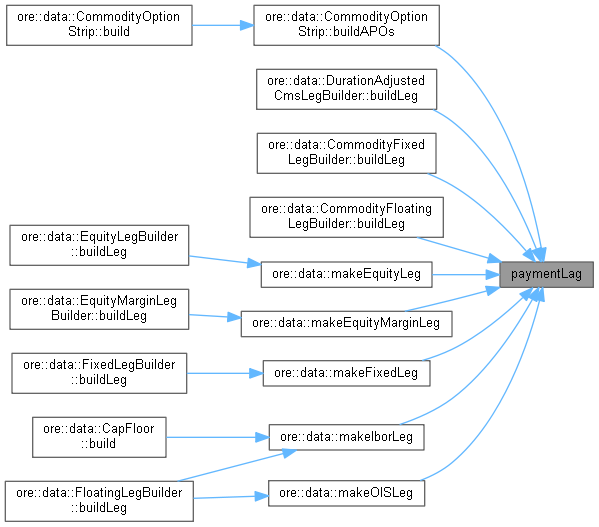 ore::data::CommodityOption
Strip::build
ore::data::CommodityOption
Strip::buildAPOs
ore::data::DurationAdjusted
CmsLegBuilder::buildLeg
ore::data::CommodityFixed
LegBuilder::buildLeg
ore::data::CommodityFloating
LegBuilder::buildLeg
ore::data::EquityLegBuilder
::buildLeg
ore::data::makeEquityLeg
paymentLag
ore::data::EquityMarginLeg
Builder::buildLeg
ore::data::makeEquityMarginLeg
ore::data::FixedLegBuilder
::buildLeg
ore::data::makeFixedLeg
ore::data::CapFloor
::build
ore::data::makeIborLeg
ore::data::FloatingLegBuilder
::buildLeg
ore::data::makeOISLeg